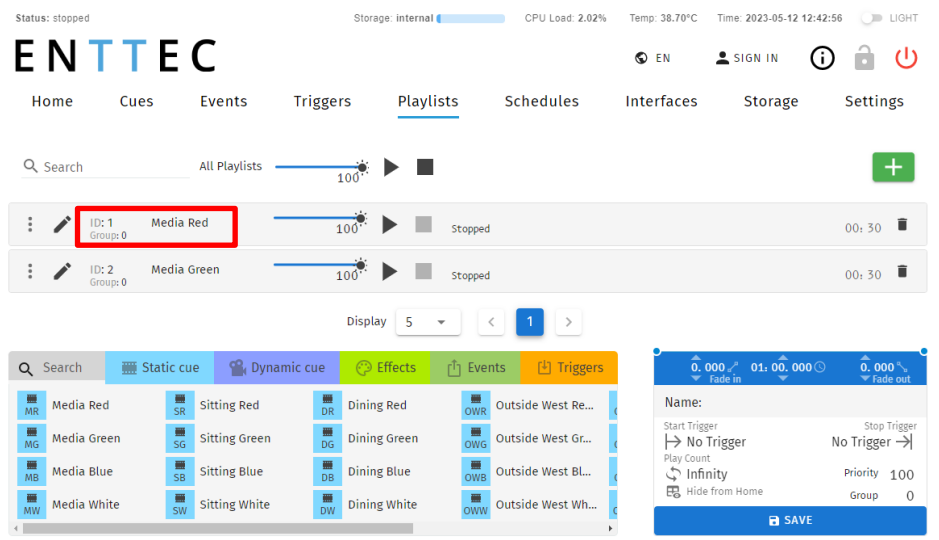 Status: stopped Storage: internal CPU Load: 2.02% Temp: 38.70°C Time: 2023-05-12 12:42:56 LIGHT
ENTTEC
EN SIGN IN
Home Cues Events Triggers Playlists Schedules Interfaces Storage Settings
Search All Playlists 100
ID: 1 Media Red 100 Stopped 00: 30
Group: 0
ID: 2 Media Green 100 Stopped 00: 30
Group: 0
Display 5 < 1 >
Search Static cue Dynamic cue Effects Events Triggers
MR Media Red SR Sitting Red DR Dining Red OWR Outside West Re...
MG Media Green SG Sitting Green DG Dining Green OWG Outside West Gr...
MB Media Blue SB Sitting Blue DB Dining Blue OWB Outside West Bl...
MW Media White SW Sitting White DW Dining White OWW Outside West Wh...
0. 000 01: 00. 000 0. 000
Fade in Fade out
Name:
Start Trigger Stop Trigger
No Trigger No Trigger
Play Count
Infinity Priority 100
Hide from Home Group 0
SAVE